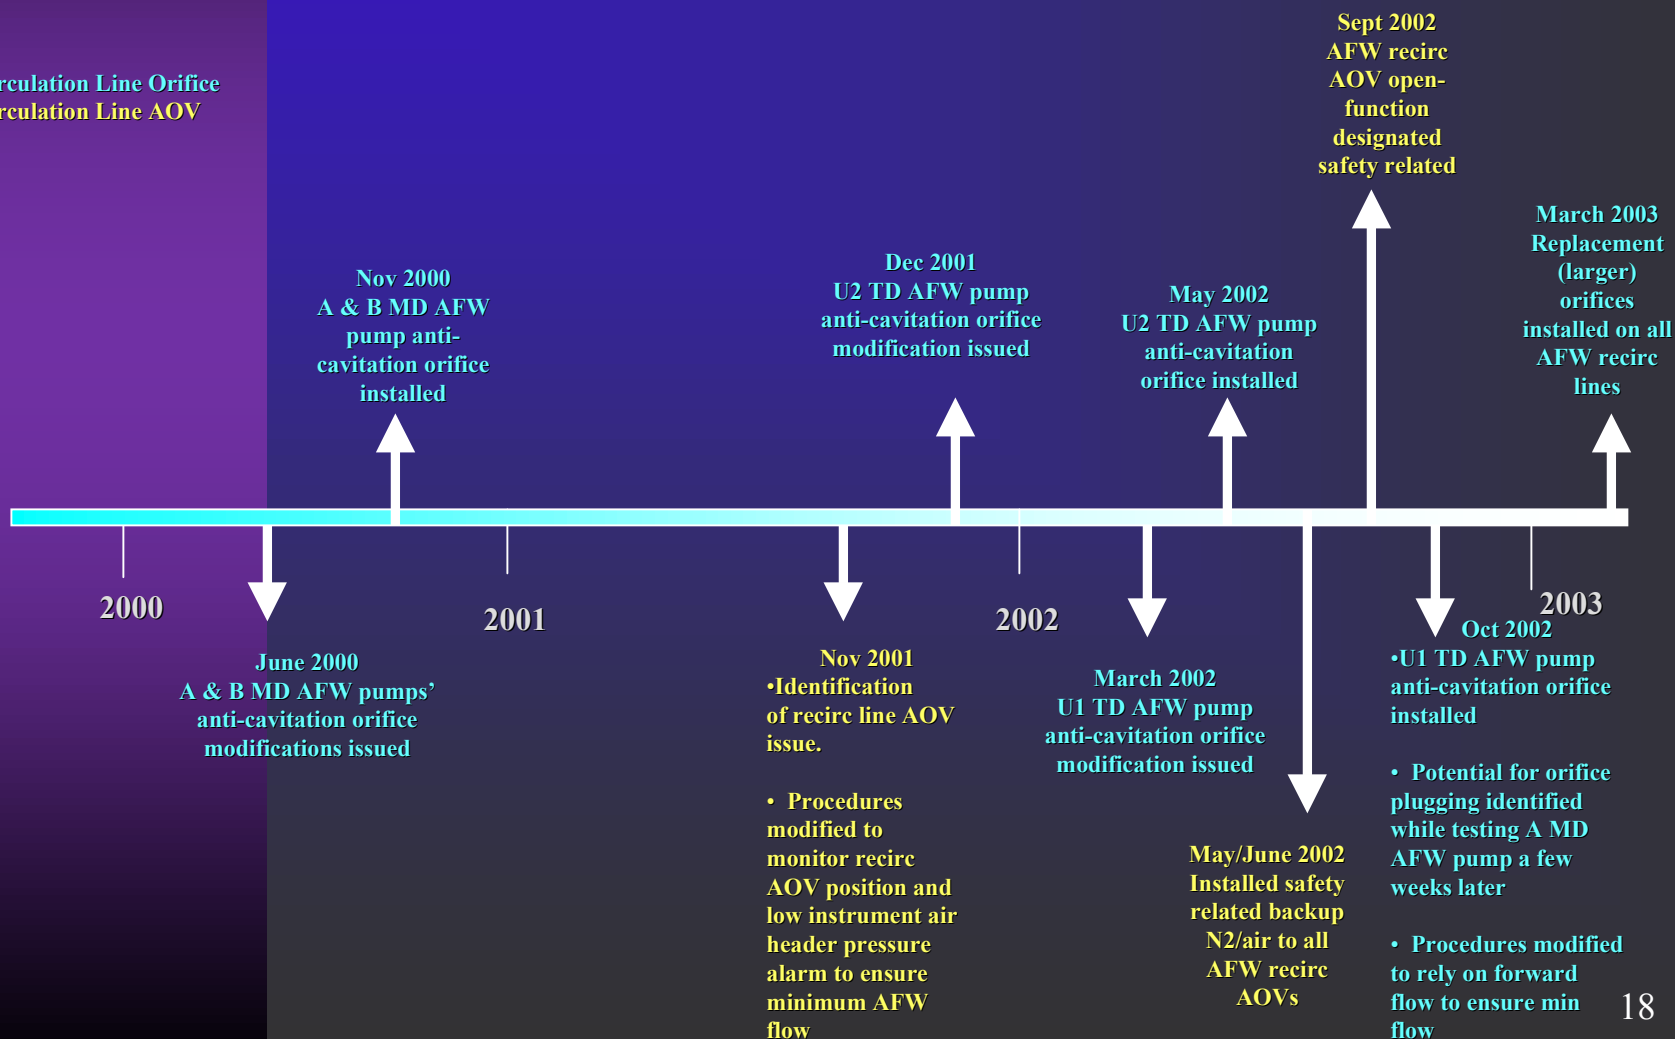 rculation Line Orifice
rculation Line AOV
Sept 2002
AFW recirc
AOV open-
function
designated
safety related
March 2003
Replacement
(larger)
orifices
installed on all
AFW recirc
lines
Nov 2000
A & B MD AFW
pump anti-
cavitation orifice
installed
Dec 2001
U2 TD AFW pump
anti-cavitation orifice
modification issued
May 2002
U2 TD AFW pump
anti-cavitation
orifice installed
2000
2001
2002
2003
June 2000
A & B MD AFW pumps’
anti-cavitation orifice
modifications issued
Nov 2001
•Identification
of recirc line AOV
issue.
• Procedures
modified to
monitor recirc
AOV position and
low instrument air
header pressure
alarm to ensure
minimum AFW
flow
March 2002
U1 TD AFW pump
anti-cavitation orifice
modification issued
May/June 2002
Installed safety
related backup
N2/air to all
AFW recirc
AOVs
Oct 2002
•U1 TD AFW pump
anti-cavitation orifice
installed
• Potential for orifice
plugging identified
while testing A MD
AFW pump a few
weeks later
• Procedures modified
to rely on forward
flow to ensure min
flow
18